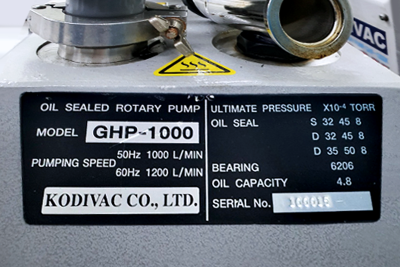 VAC
OIL SEALED ROTARY PUMP
MODEL GHP-1000
50Hz 1000 L/MIN
PUMPING SPEED
60Hz 1200 L/MIN
KODIVAC CO., LTD.
ULTIMATE PRESSURE X10-4 TORR
OIL SEAL S 32 45 8
D 32 45 8
D 35 50 8
BEARING 6206
OIL CAPACITY 4.8
SERIAL No.